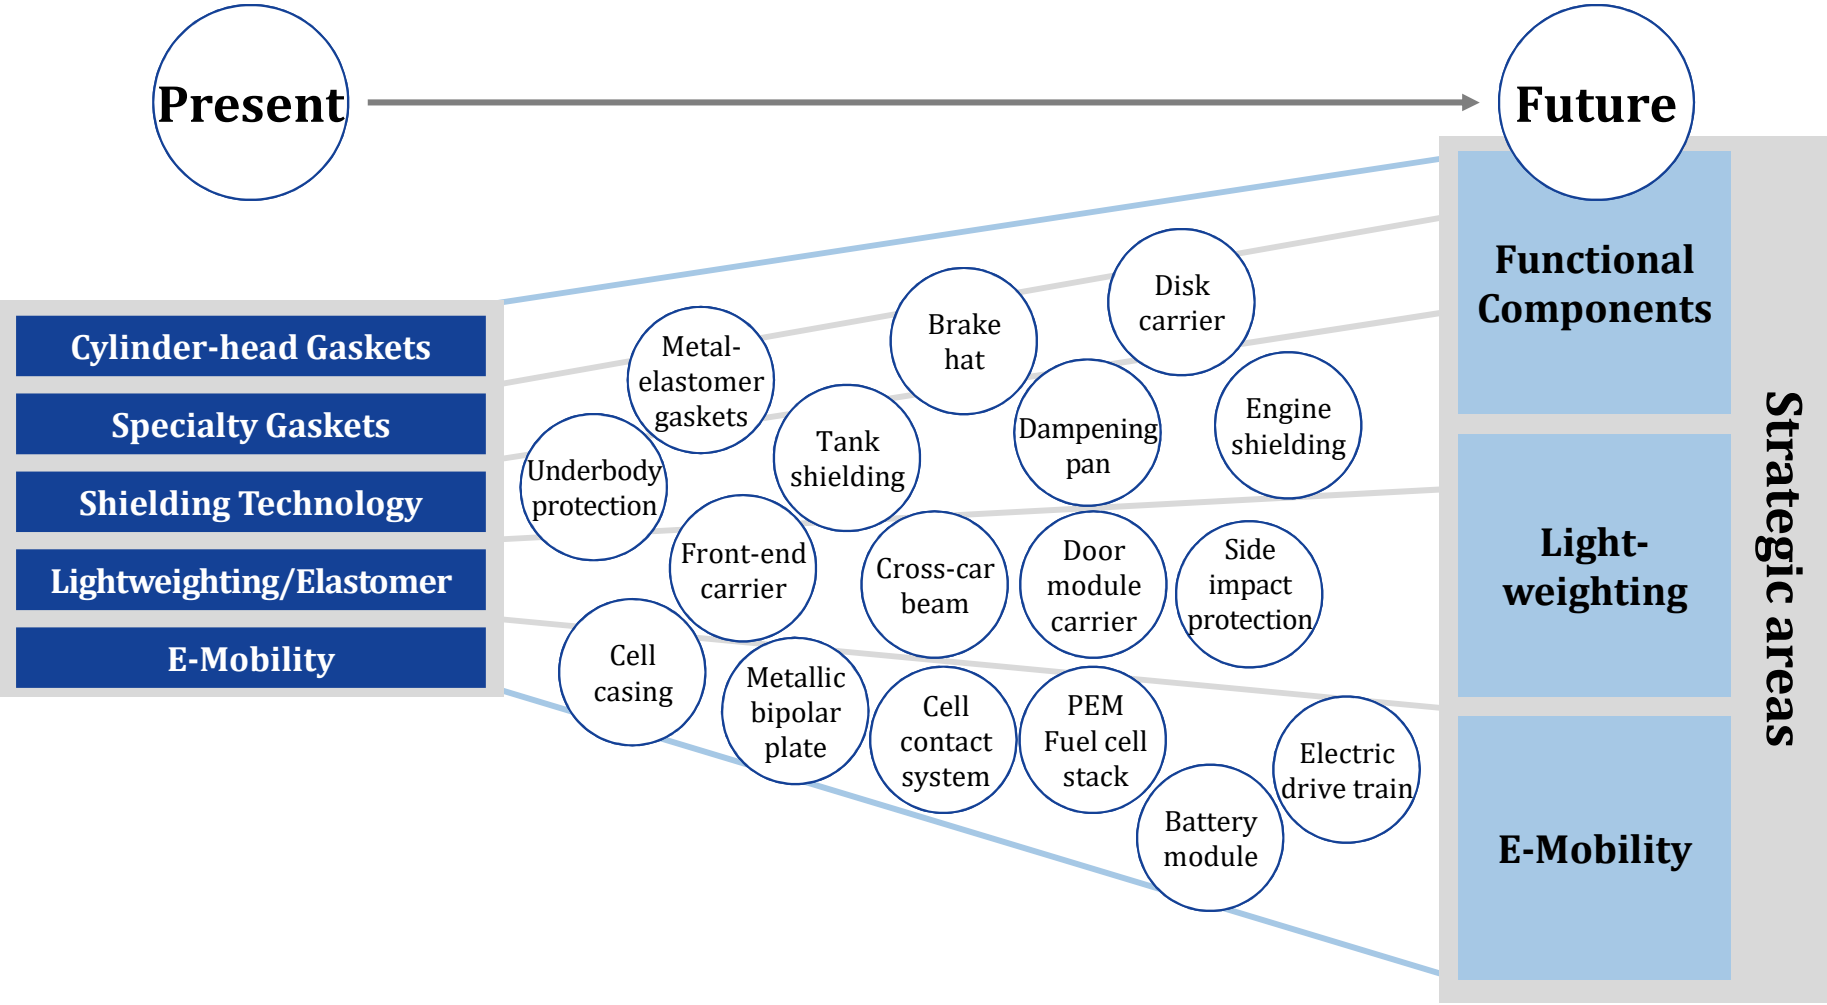 Present
Future
Cylinder-head Gaskets
Specialty Gaskets
Shielding Technology
Lightweighting/Elastomer
E-Mobility
Metal-
elastomer
gaskets
Brake
hat
Disk
carrier
Underbody
protection
Tank
shielding
Dampening
pan
Engine
shielding
Front-end
carrier
Cross-car
beam
Door
module
carrier
Side
impact
protection
Cell
casing
Metallic
bipolar
plate
Cell
contact
system
PEM
Fuel cell
stack
Battery
module
Electric
drive train
Functional
Components
Light-
weighting
E-Mobility
Strategic areas